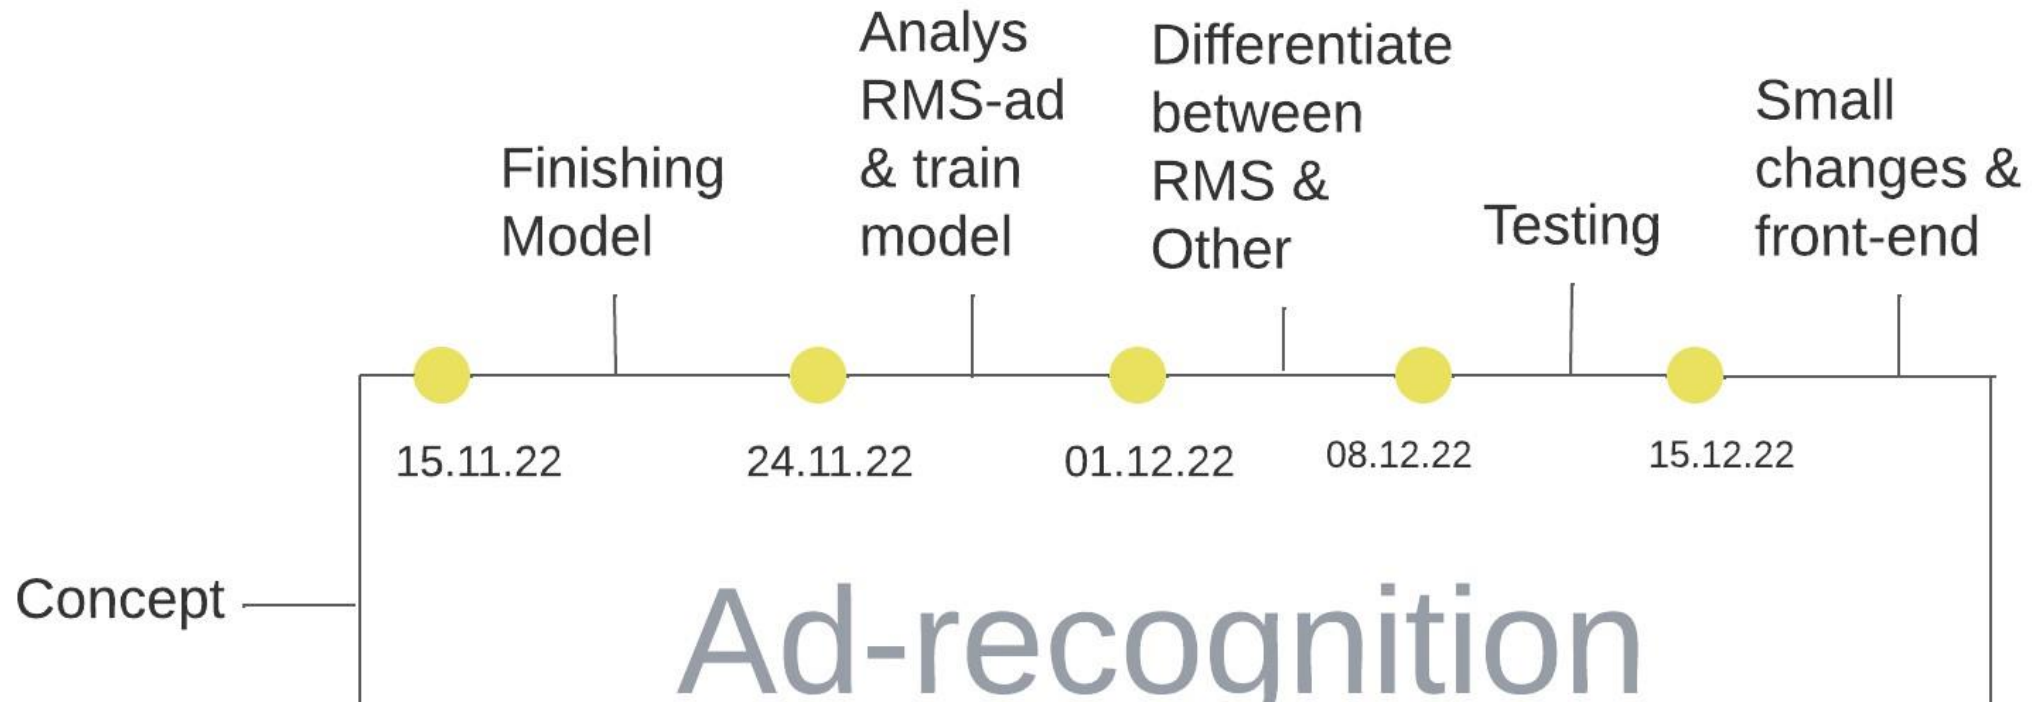 Finishing
Model
Analys
RMS-ad
& train
model
Differentiate
between
RMS &
Other
Testing
Small
changes &
front-end
15.11.22
24.11.22
01.12.22
08.12.22
15.12.22
Concept
Ad-recognition